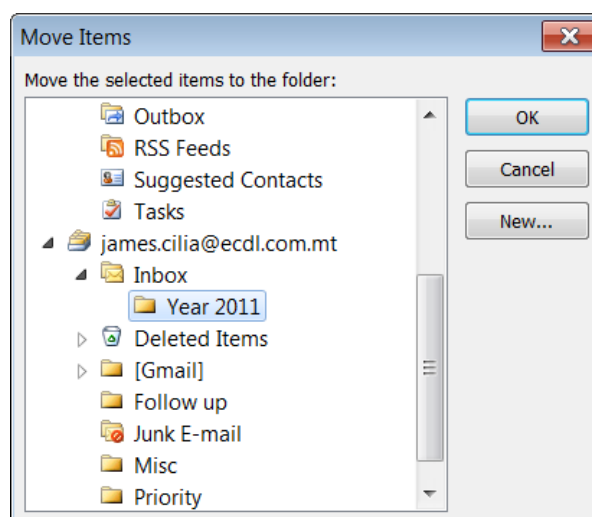 Move Items
Move the selected items to the folder:
Outbox
RSS Feeds
Suggested Contacts
Tasks
james.cilia@ecdl.com.mt
Inbox
Year 2011
Deleted Items
[Gmail]
Follow up
Junk E-mail
Misc
Priority
OK
Cancel
New...